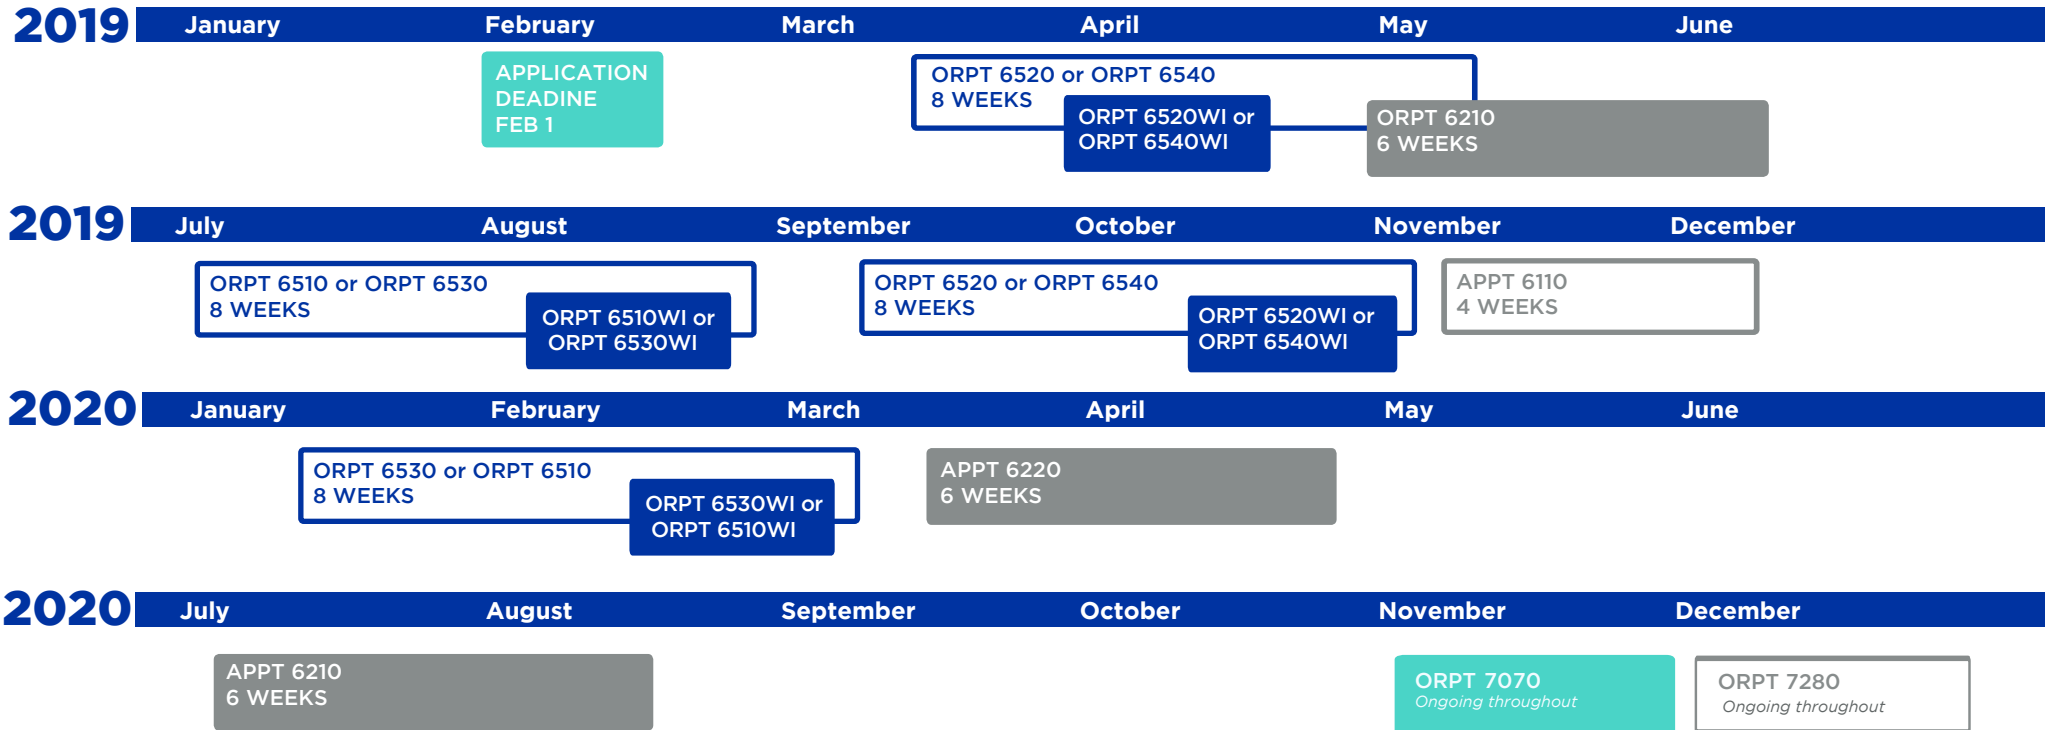 2019 January February March April May June
APPLICATION
DEADINE
FEB 1
ORPT 6520 or ORPT 6540
8 WEEKS
ORPT 6520WI or
ORPT 6540WI
ORPT 6210
6 WEEKS
2019 July August September October November December
ORPT 6510 or ORPT 6530
8 WEEKS
ORPT 6510WI or
ORPT 6530WI
ORPT 6520 or ORPT 6540
8 WEEKS
ORPT 6520WI or
ORPT 6540WI
APPT 6110
4 WEEKS
2020 January February March April May June
ORPT 6530 or ORPT 6510
8 WEEKS
ORPT 6530WI or
ORPT 6510WI
APPT 6220
6 WEEKS
2020 July August September October November December
APPT 6210
6 WEEKS
ORPT 7070
Ongoing throughout
ORPT 7280
Ongoing throughout